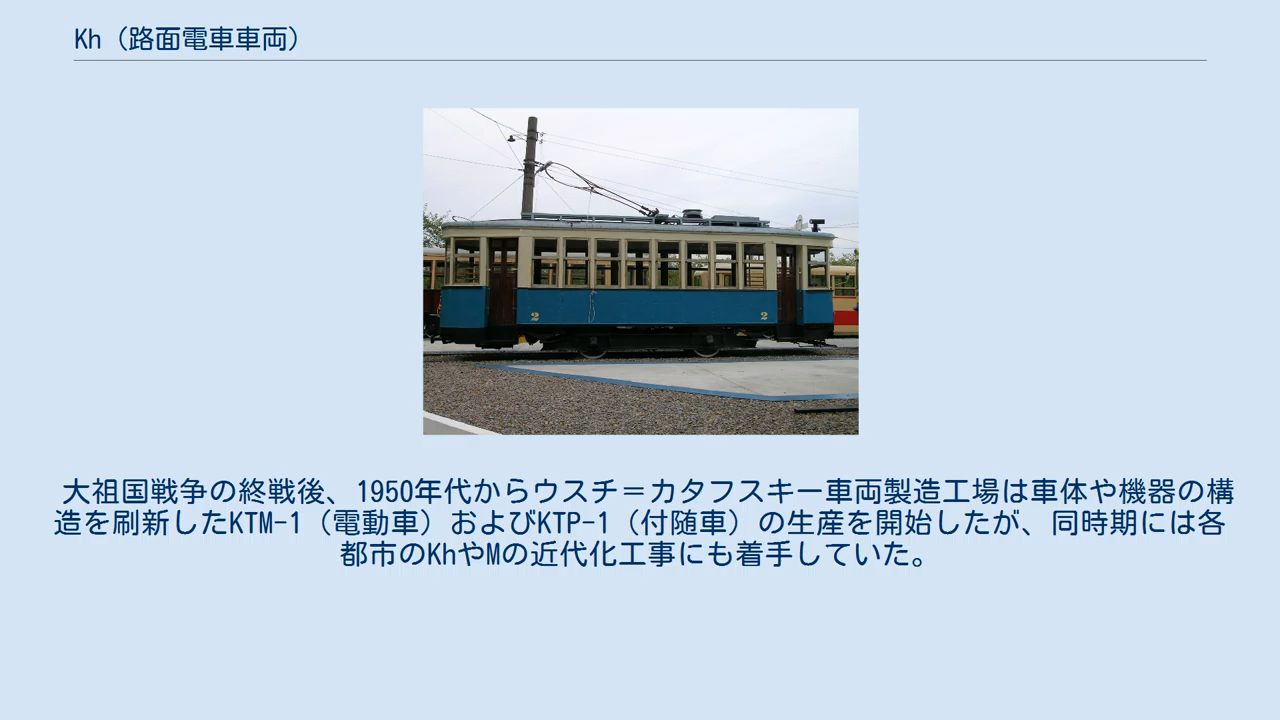 Kh（路面電車車両）
2
2
大祖国戦争の終戦後、1950年代からウスチ＝カタフスキー車両製造工場は車体や機器の構
造を刷新したKTM-1（電動車）およびKTP-1（付随車）の生産を開始したが、同時期には各
都市のKhやMの近代化工事にも着手していた。